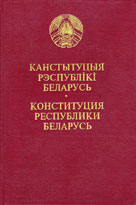 КАНСТЫТУЦЫЯ
РЭСПУБЛІКІ
БЕЛАРУСЬ
КОНСТИТУЦИЯ
РЕСПУБЛИКИ
БЕЛАРУСЬ